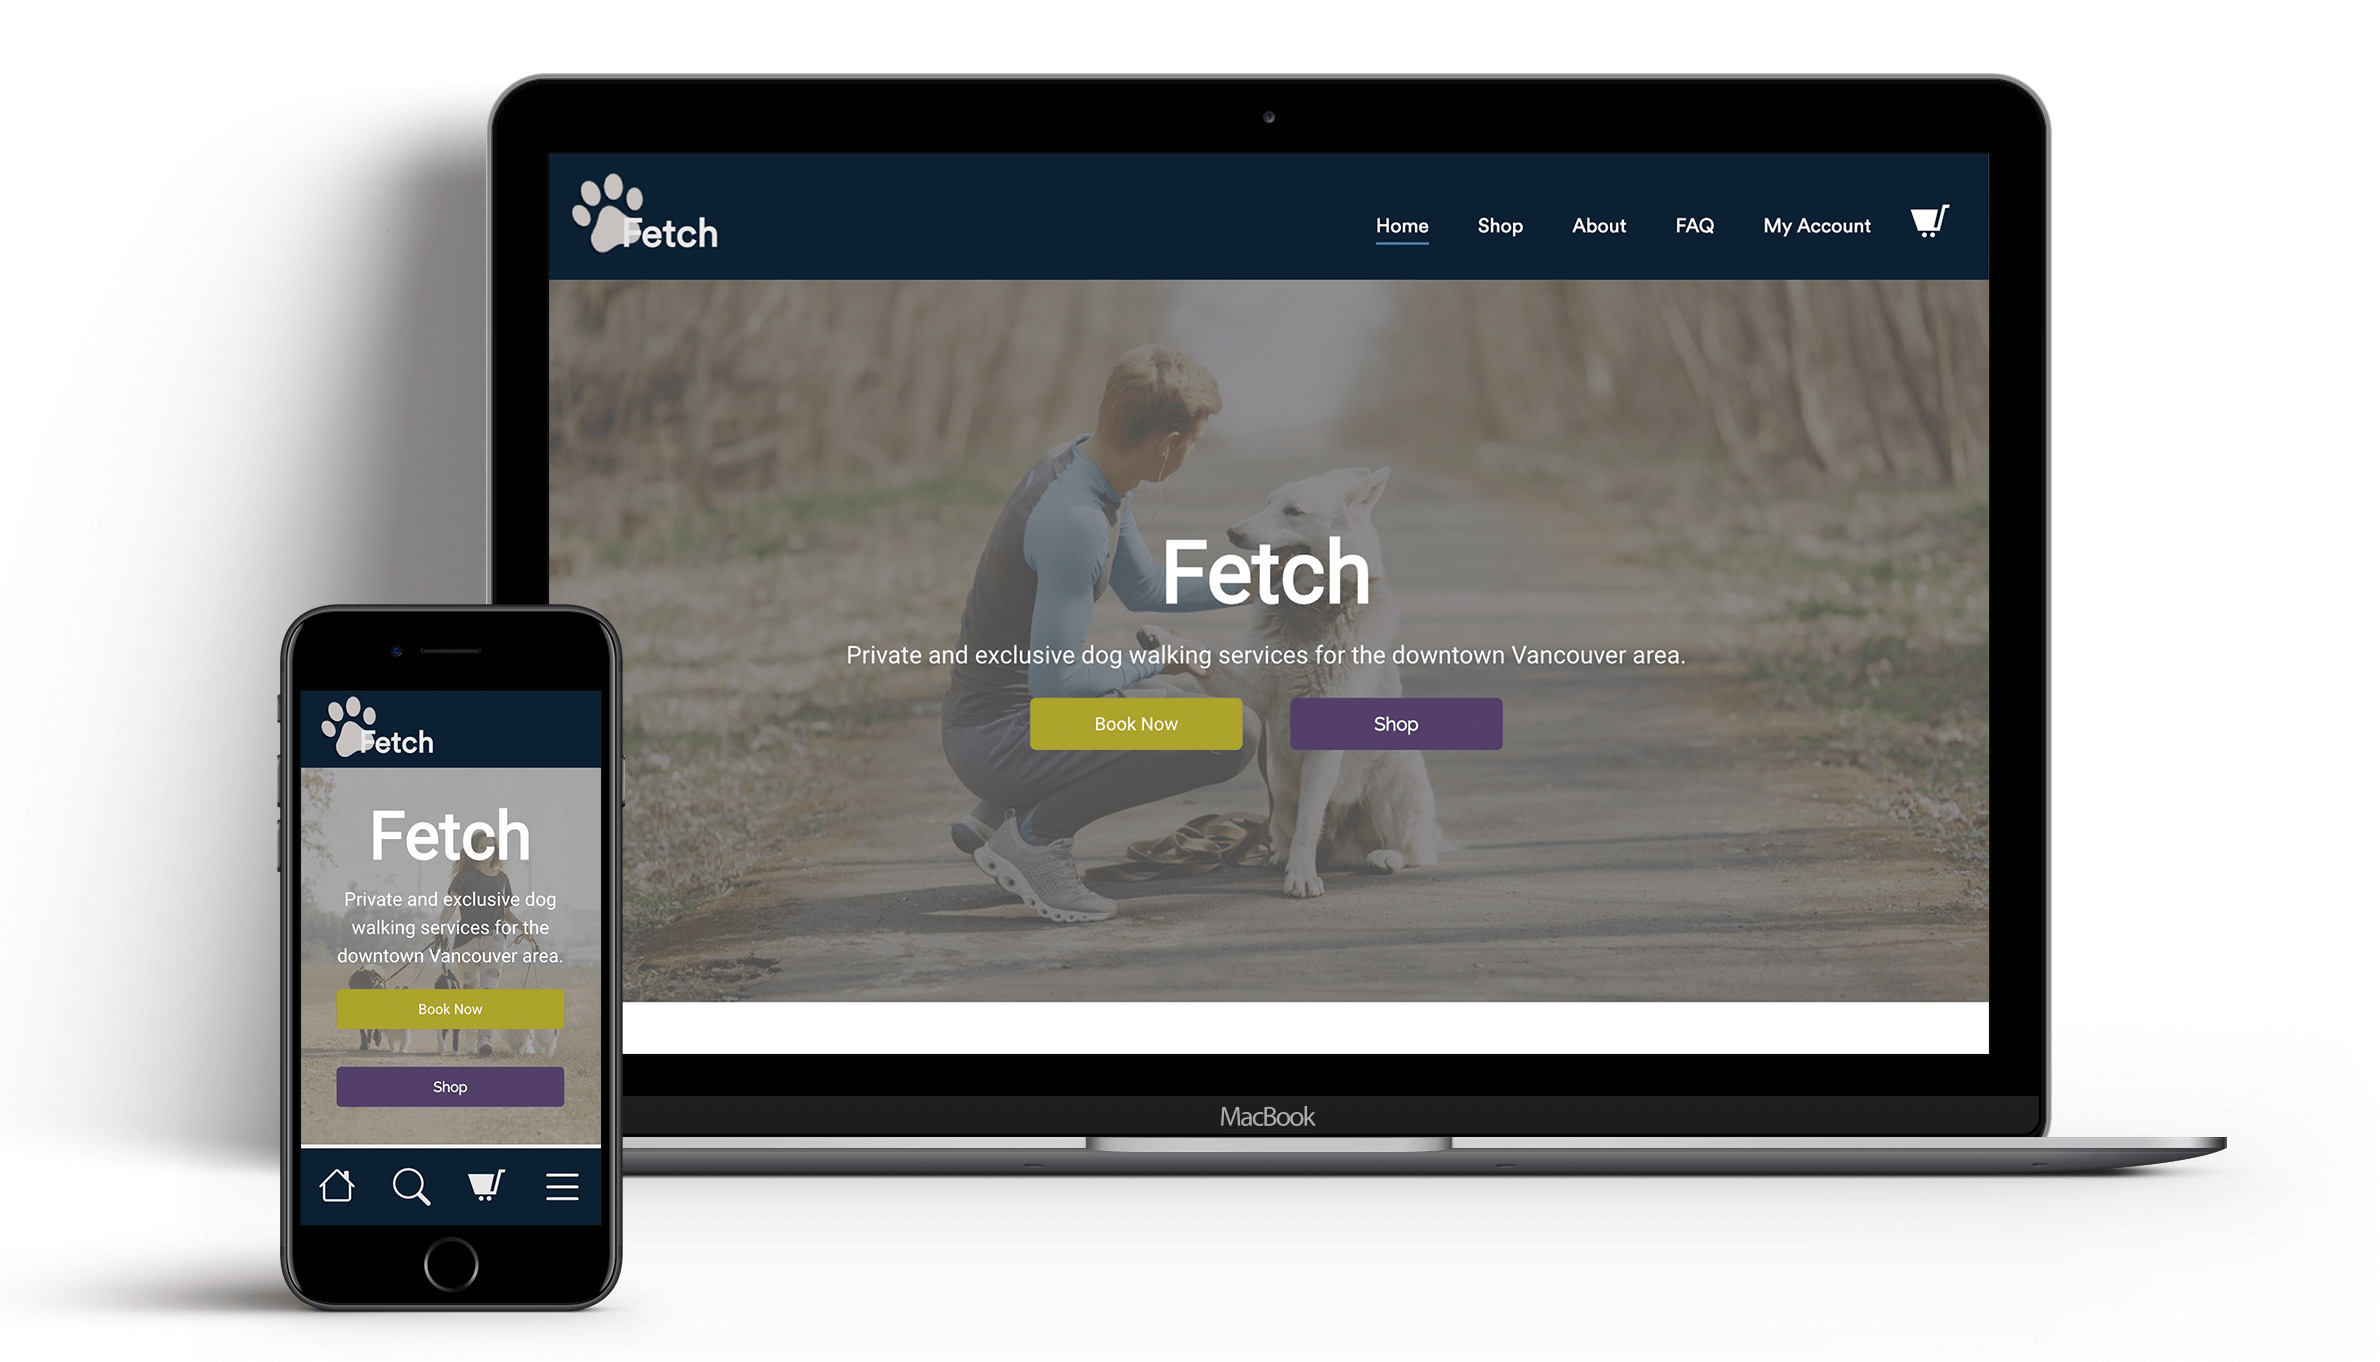 Fetch
Home Shop About FAQ My Account
Fetch
Private and exclusive dog walking services for the downtown Vancouver area.
Book Now Shop
MacBook
Fetch
Fetch
Private and exclusive dog
walking services for the
downtown Vancouver area.
Book Now
Shop